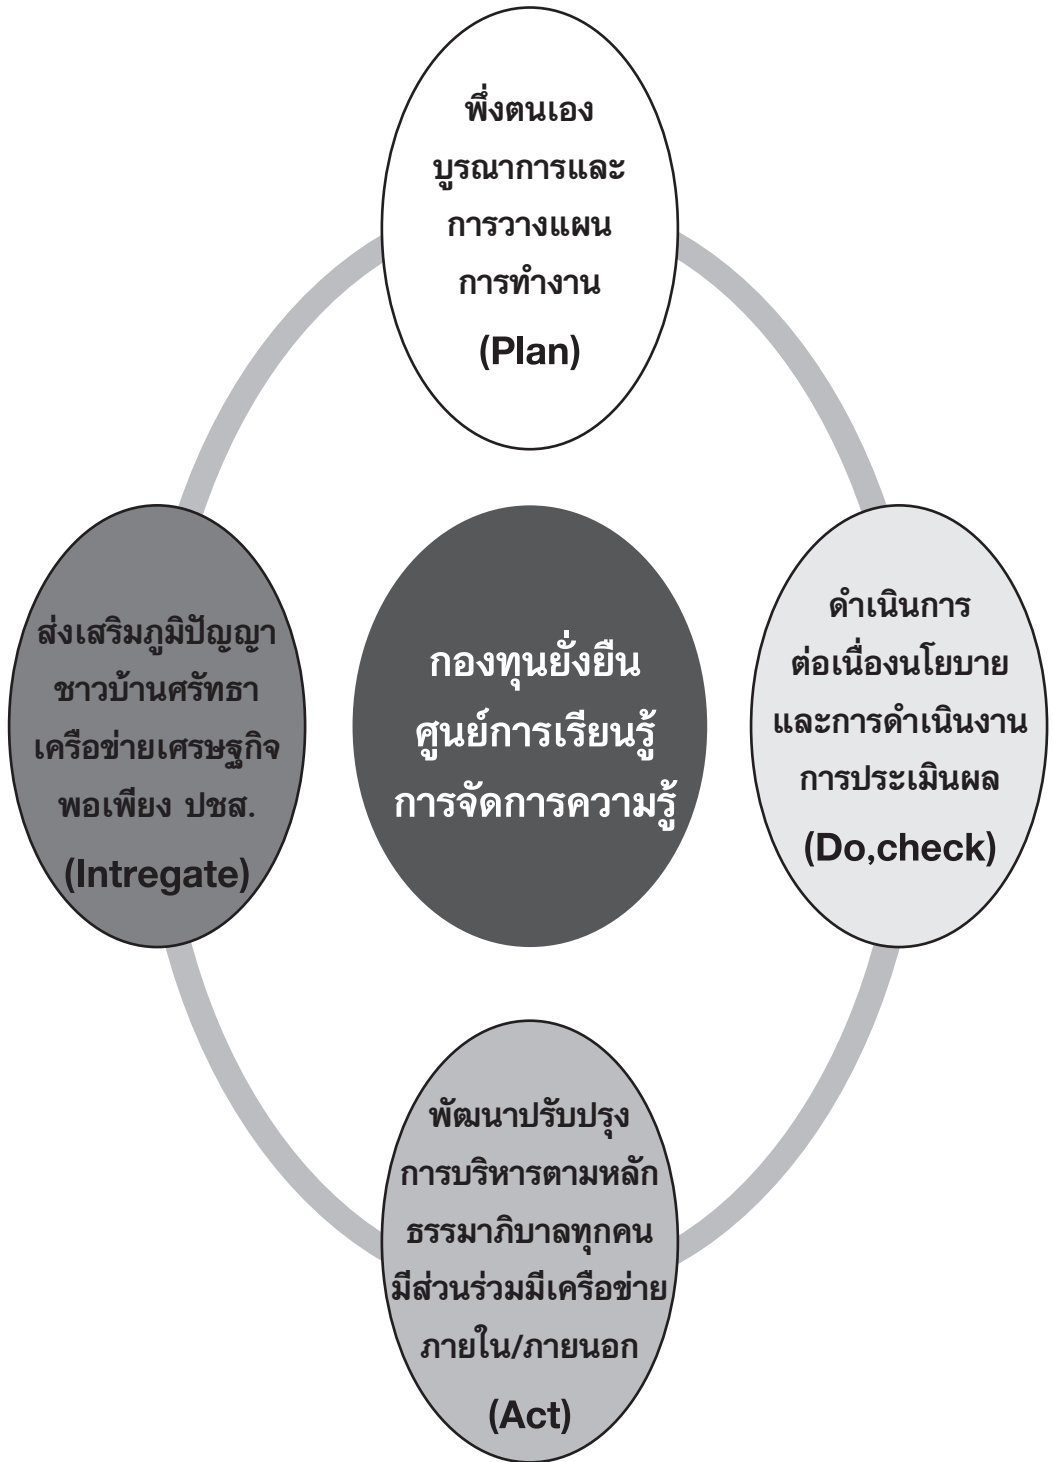 พึ่งตนเอง
บูรณาการและ
การวางแผน
การทำงาน
(Plan)
ส่งเสริมภูมิปัญญา
ชาวบ้านศรัทธา
เครือข่ายเศรษฐกิจ
พอเพียง ปชส.
(Intregate)
กองทุนยั่งยืน
ศูนย์การเรียนรู้
การจัดการความรู้
ดำเนินการ
ต่อเนื่องนโยบาย
และการดำเนินงาน
การประเมินผล
(Do,check)
พัฒนาปรับปรุง
การบริหารตามหลัก
ธรรมาภิบาลทุกคน
มีส่วนร่วมมีเครือข่าย
ภายใน/ภายนอก
(Act)